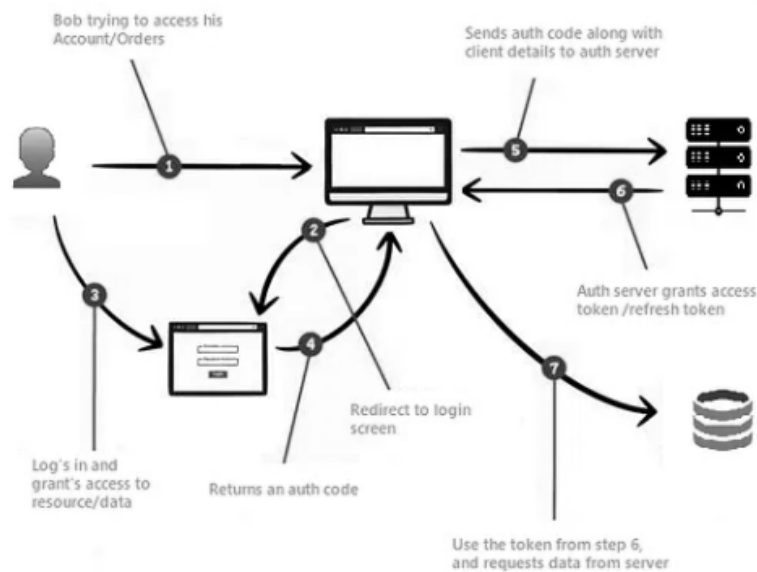 Bob trying to access his
Account/Orders
Sends auth code along with
client details to auth server
1
5
6
2
3
4
Auth server grants access
token /refresh token
7
Redirect to login
screen
Log's in and
grant's access to
resource/data
Returns an auth code
Use the token from step 6,
and requests data from server